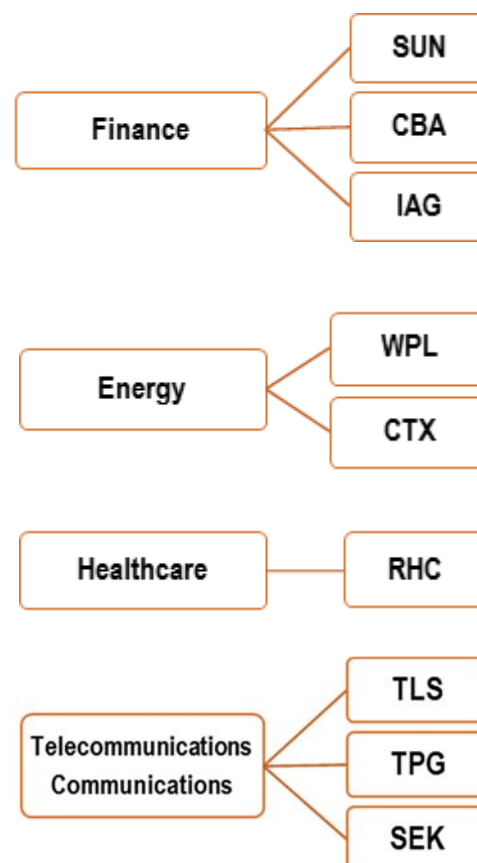 Finance
SUN
CBA
IAG
Energy
WPL
CTX
Healthcare
RHC
Telecommunications
Communications
TLS
TPG
SEK